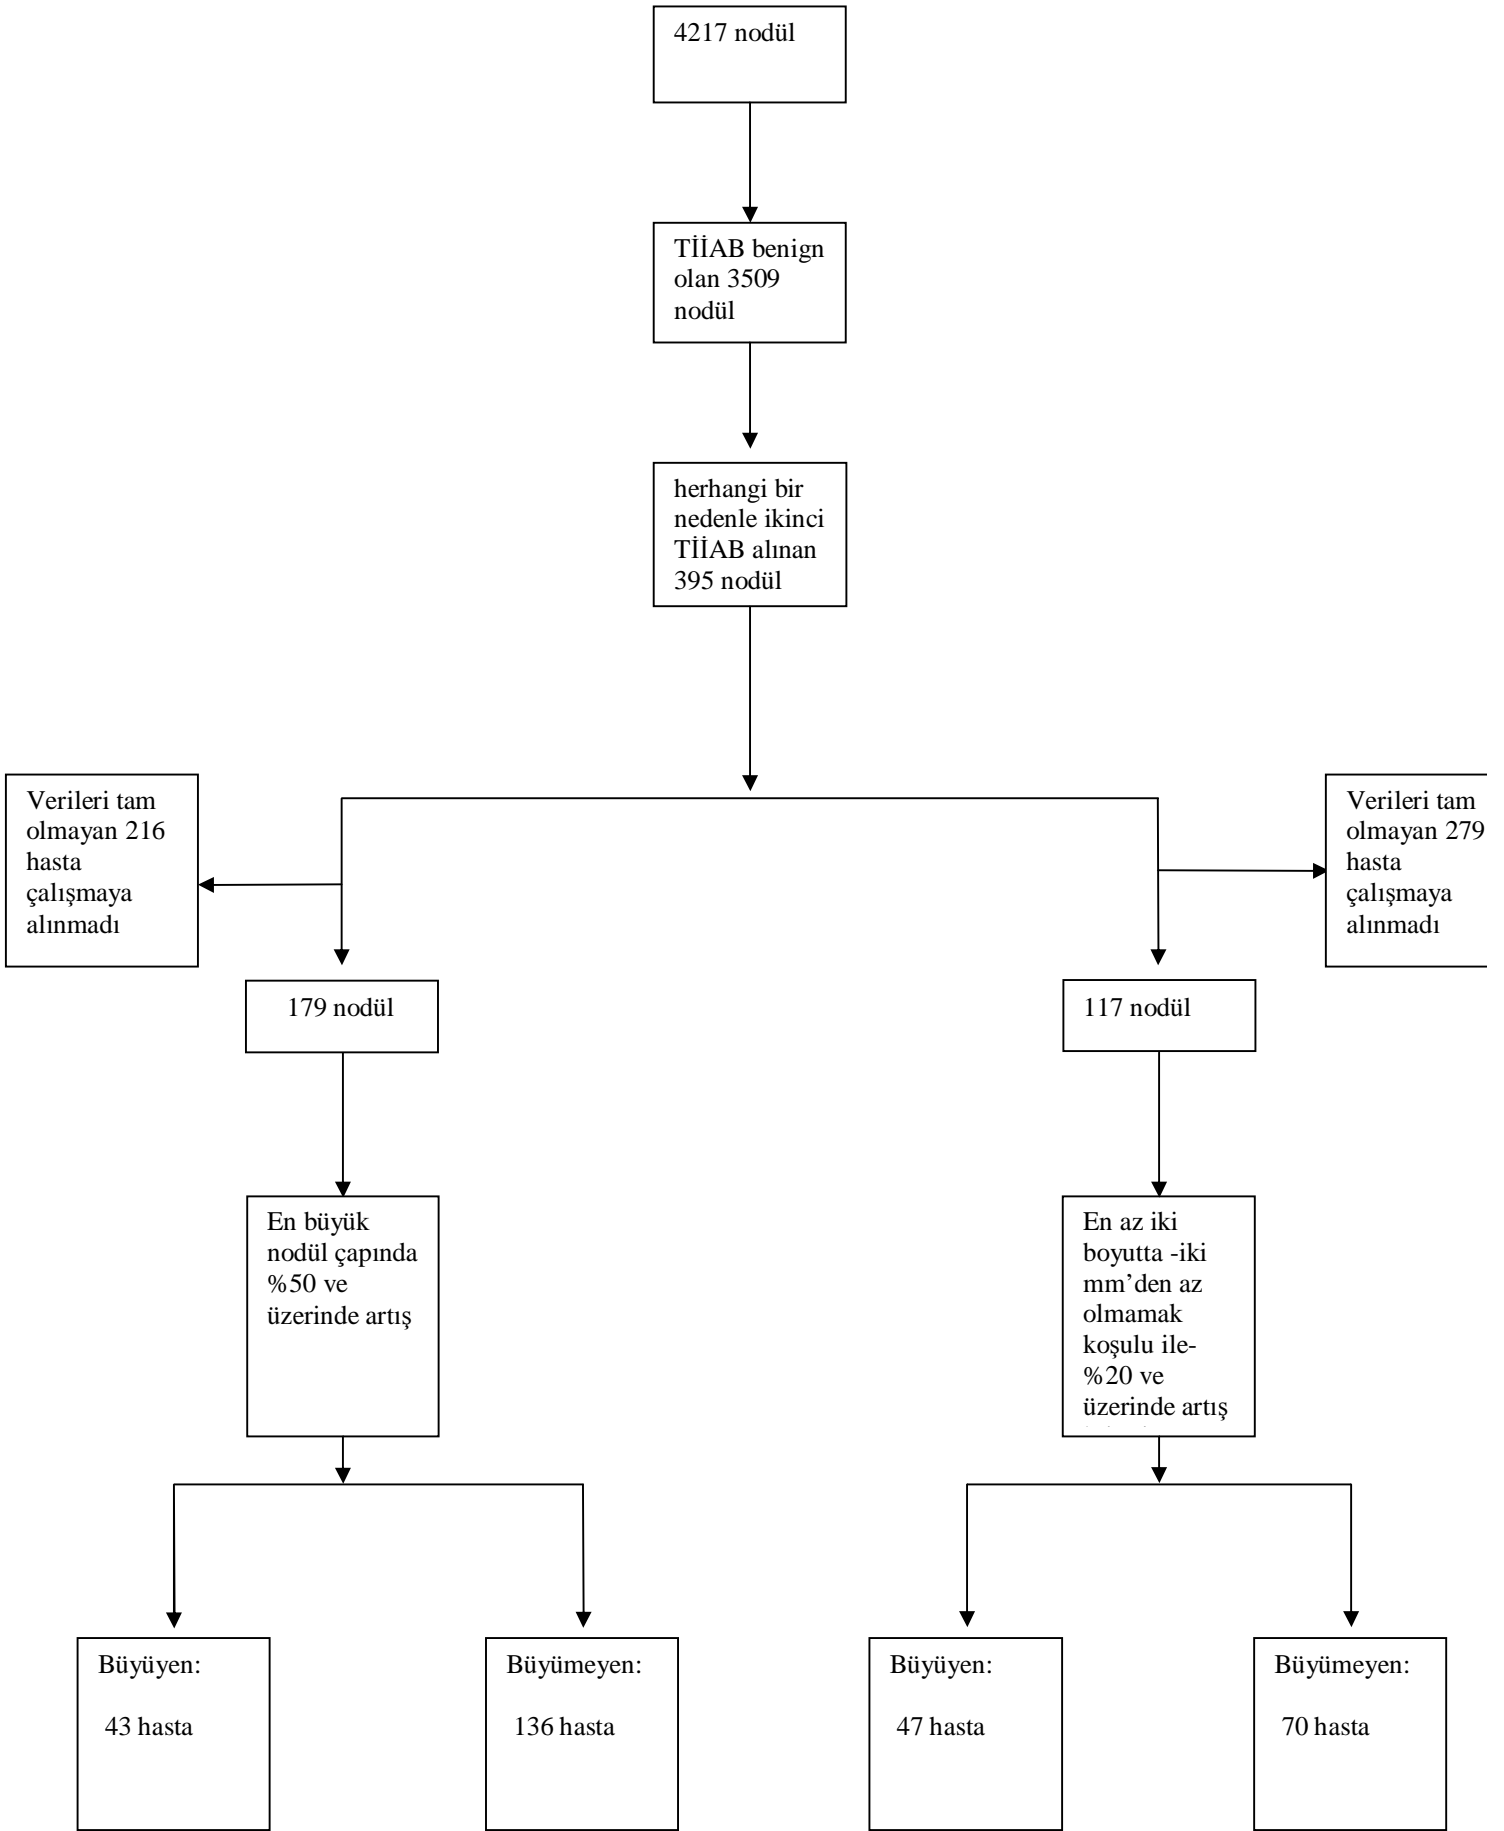 4217 nodül
TİİAB benign
olan 3509
nodül
herhangi bir
nedenle ikinci
TİİAB alınan
395 nodül
Verileri tam
olmayan 216
hasta
çalışmaya
alınmadı
Verileri tam
olmayan 279
hasta
çalışmaya
alınmadı
179 nodül
117 nodül
En büyük
nodül çapında
%50 ve
üzerinde artış
En az iki
boyutta -iki
mm’den az
olmamak
koşulu ile-
%20 ve
üzerinde artış
Büyüyen:
43 hasta
Büyümeyen:
136 hasta
Büyüyen:
47 hasta
Büyümeyen:
70 hasta